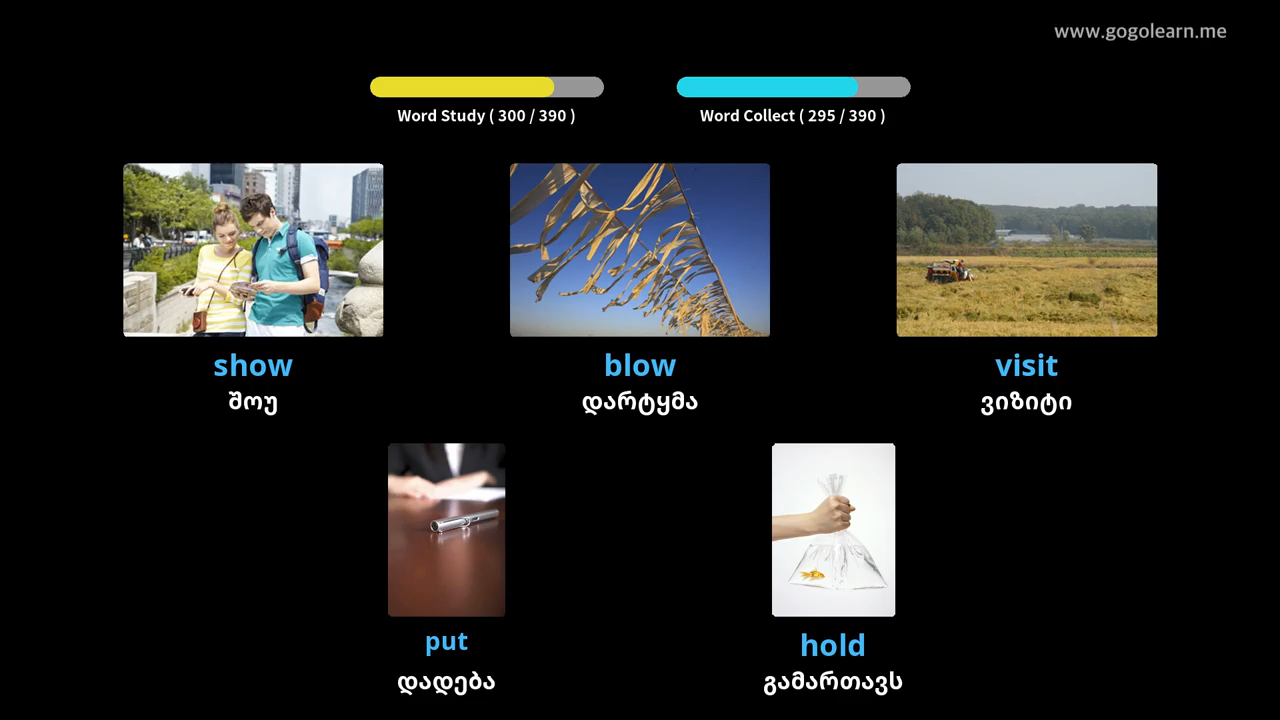 www.gogolearn.me
Word Study ( 300 / 390 )
Word Collect ( 295 / 390 )
show
შოუ
blow
დარტყმა
visit
ვიზიტი
put
დადება
hold
გამართავს